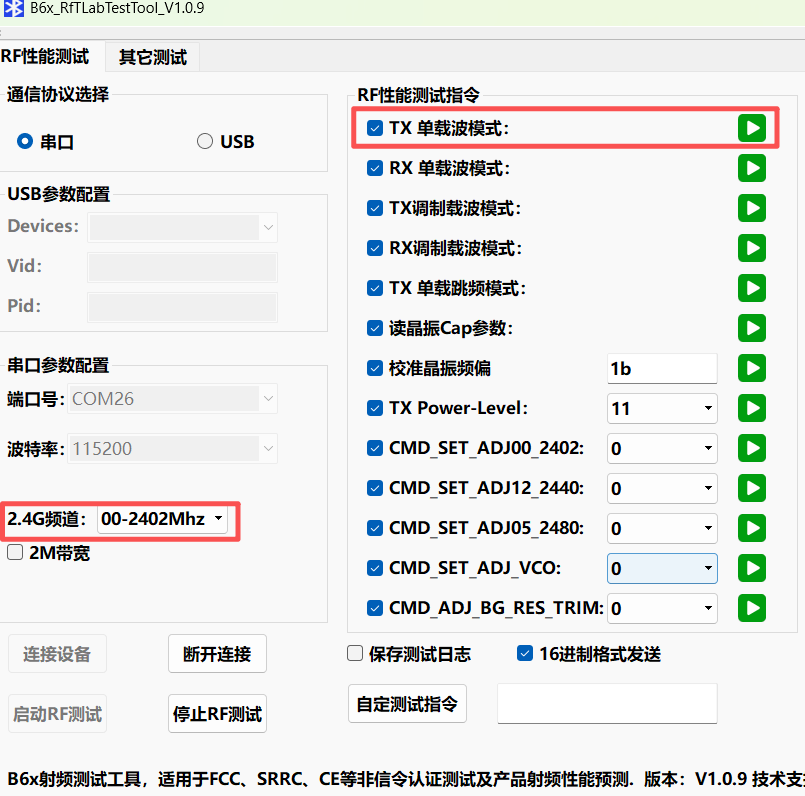 B6x_RfTLabTestTool_V1.0.9
RF性能测试 其它测试
通信协议选择
串口 USB
USB参数配置
Devices:
Vid:
Pid:
串口参数配置
端口号: COM26
波特率: 115200
2.4G频道: 00-2402Mhz
2M带宽
连接设备 断开连接
启动RF测试 停止RF测试
RF性能测试指令
TX 单载波模式:
RX 单载波模式:
TX调制载波模式:
RX调制载波模式:
TX 单载跳频模式:
读晶振Cap参数:
校准晶振频偏 1b
TX Power-Level: 11
CMD_SET_ADJ00_2402: 0
CMD_SET_ADJ12_2440: 0
CMD_SET_ADJ05_2480: 0
CMD_SET_ADJ_VCO: 0
CMD_ADJ_BG_RES_TRIM: 0
保存测试日志 16进制格式发送
自定测试指令
B6x射频测试工具，适用于FCC、SRRC、CE等非信令认证测试及产品射频性能预测. 版本：V1.0.9 技术支